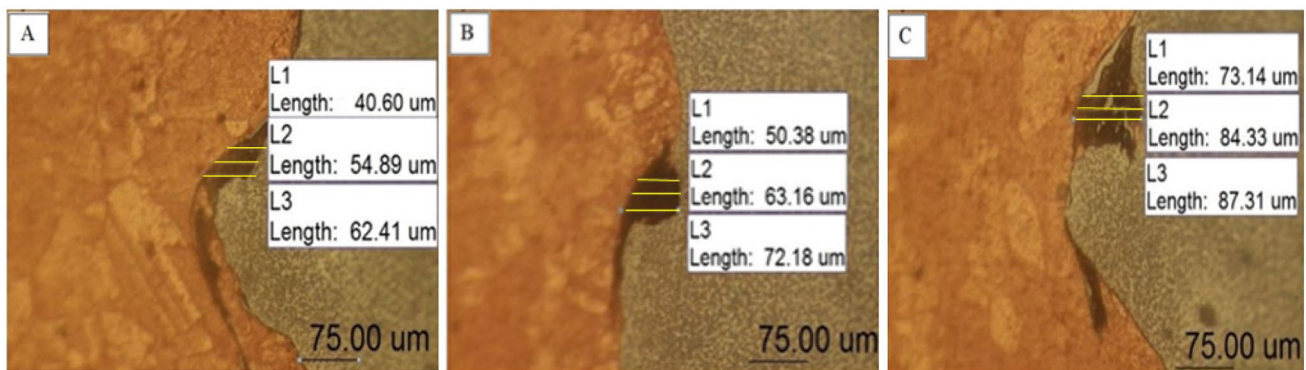 A
L1
Length: 40.60 um
L2
Length: 54.89 um
L3
Length: 62.41 um
75.00 um
B
L1
Length: 50.38 um
L2
Length: 63.16 um
L3
Length: 72.18 um
75.00 um
C
L1
Length: 73.14 um
L2
Length: 84.33 um
L3
Length: 87.31 um
75.00 um